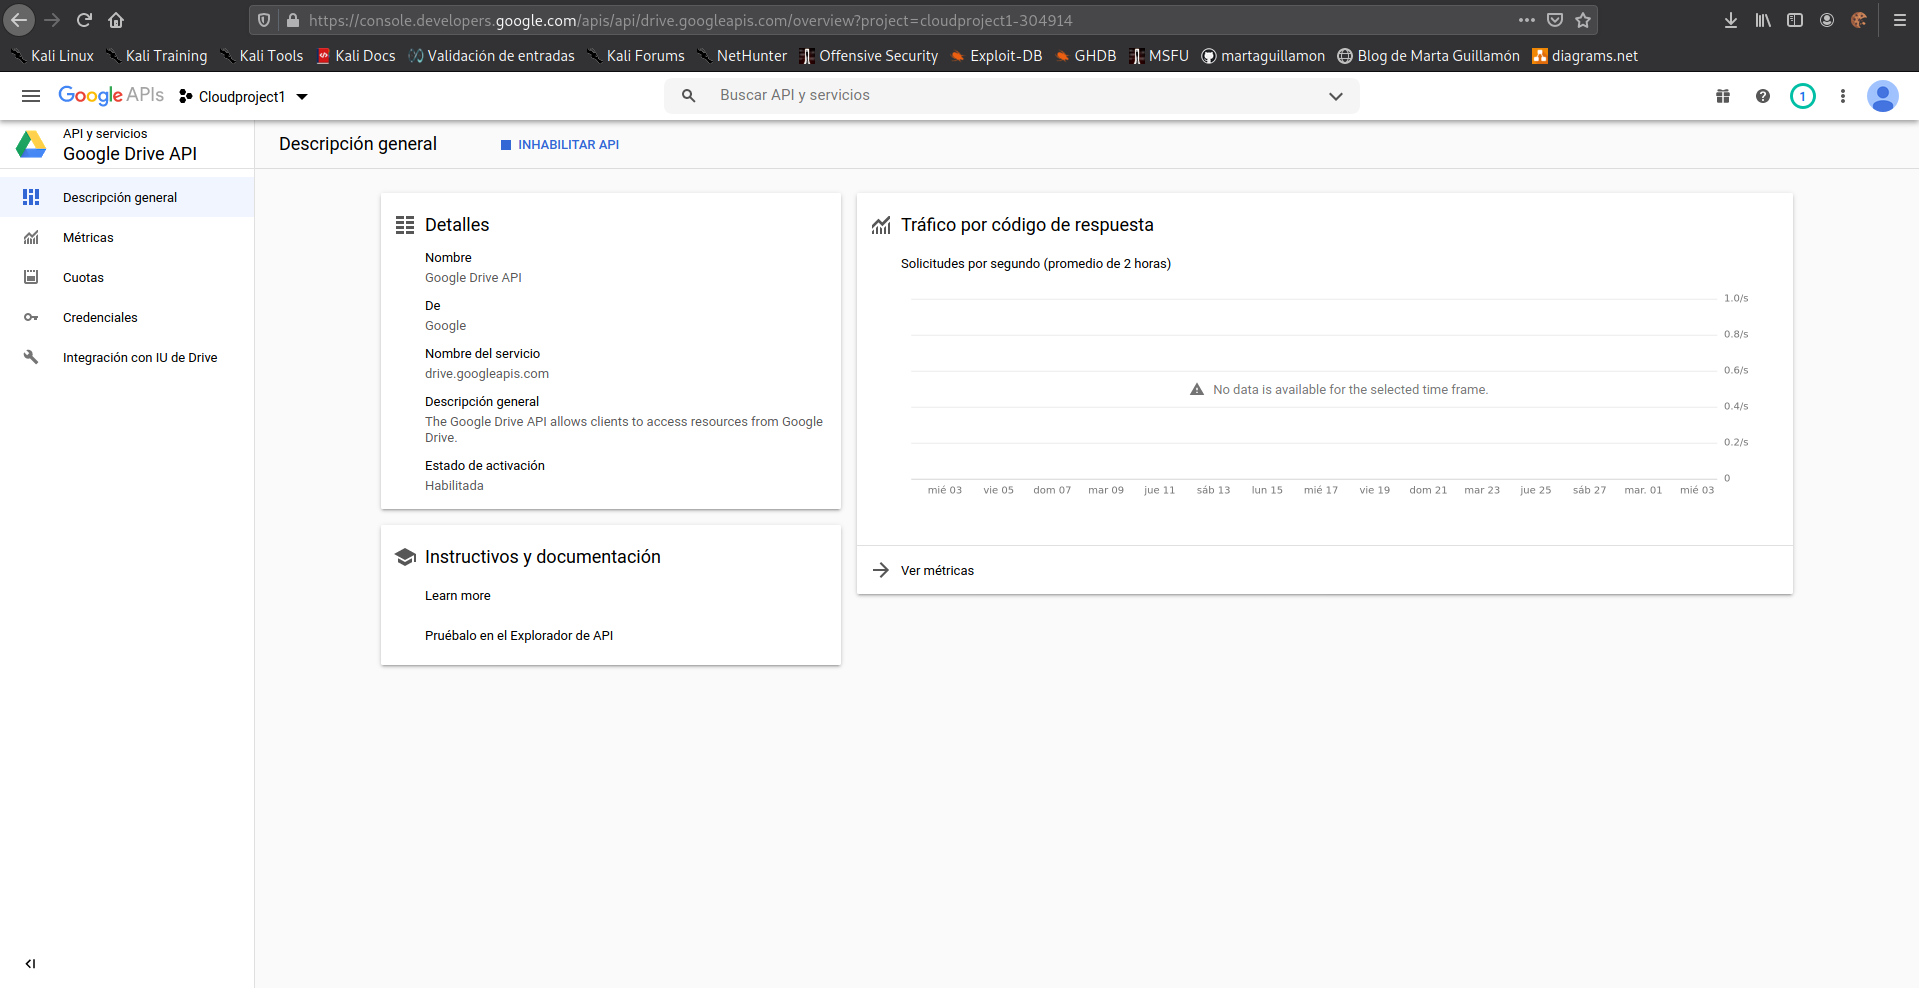 https://console.developers.google.com/apis/api/drive.googleapis.com/overview?project=cloudproject1-304914
Kali Linux Kali Training Kali Tools Kali Docs Validación de entradas Kali Forums NetHunter Offensive Security Exploit-DB GHDB MSFU martaguillamon Blog de Marta Guillamón diagrams.net
Google APIs Cloudproject1 Buscar API y servicios 1
API y servicios
Google Drive API
Descripción general INHABILITAR API
Descripción general
Métricas
Cuotas
Credenciales
Integración con IU de Drive
Detalles
Nombre
Google Drive API
De
Google
Nombre del servicio
drive.googleapis.com
Descripción general
The Google Drive API allows clients to access resources from Google
Drive.
Estado de activación
Habilitada
Instructivos y documentación
Learn more
Pruébalo en el Explorador de API
Tráfico por código de respuesta
Solicitudes por segundo (promedio de 2 horas)
1.0/s
0.8/s
0.6/s
No data is available for the selected time frame.
0.4/s
0.2/s
0
mié 03 vie 05 dom 07 mar 09 jue 11 sáb 13 lun 15 mié 17 vie 19 dom 21 mar 23 jue 25 sáb 27 mar. 01 mié 03
Ver métricas